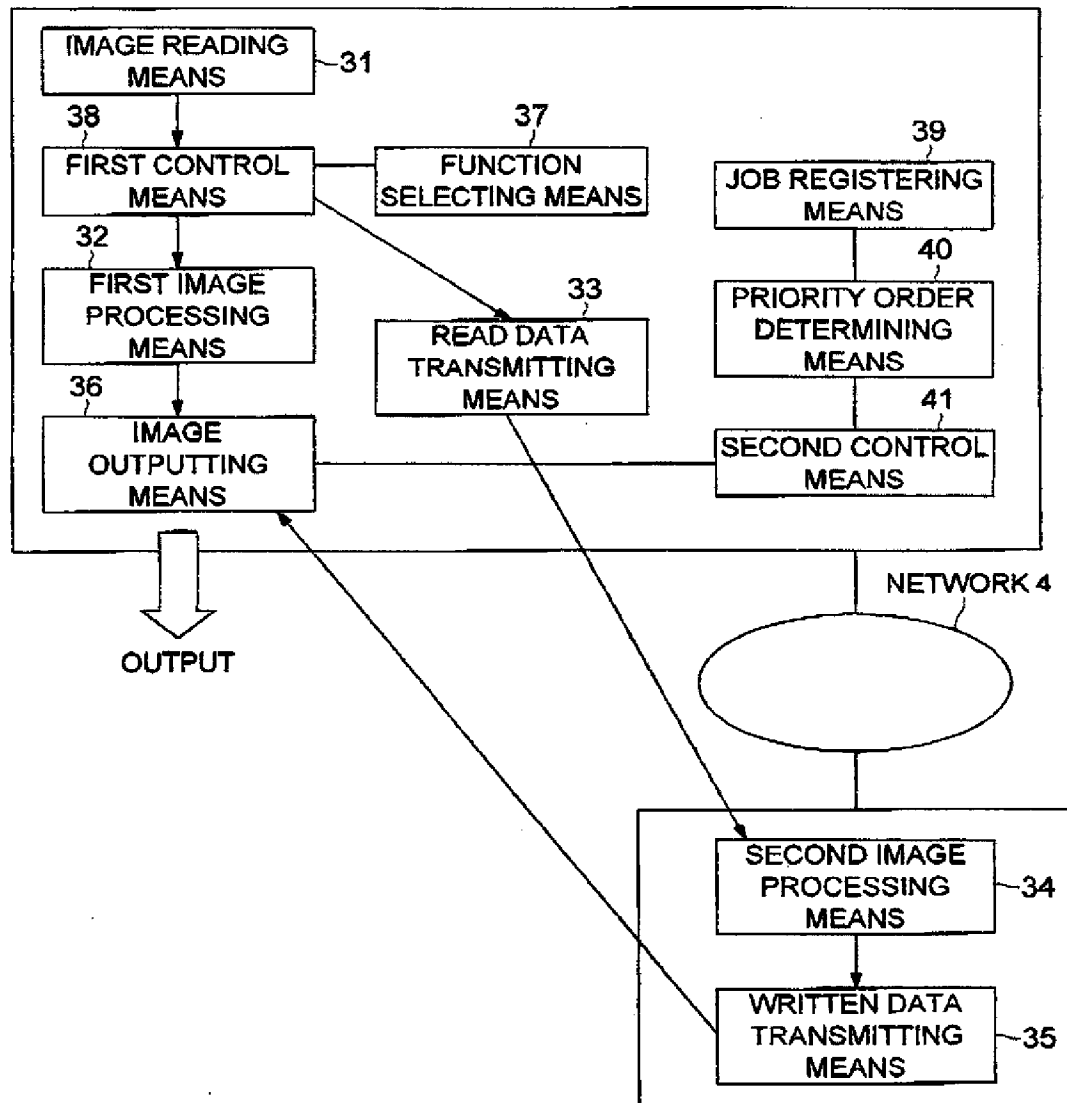 IMAGE READING
MEANS
31
38
FIRST CONTROL
MEANS
37
FUNCTION
SELECTING MEANS
39
JOB REGISTERING
MEANS
32
FIRST IMAGE
PROCESSING
MEANS
33
READ DATA
TRANSMITTING
MEANS
40
PRIORITY ORDER
DETERMINING
MEANS
36
IMAGE
OUTPUTTING
MEANS
41
SECOND CONTROL
MEANS
NETWORK 4
OUTPUT
SECOND IMAGE
PROCESSING
MEANS
34
WRITTEN DATA
TRANSMITTING
MEANS
35